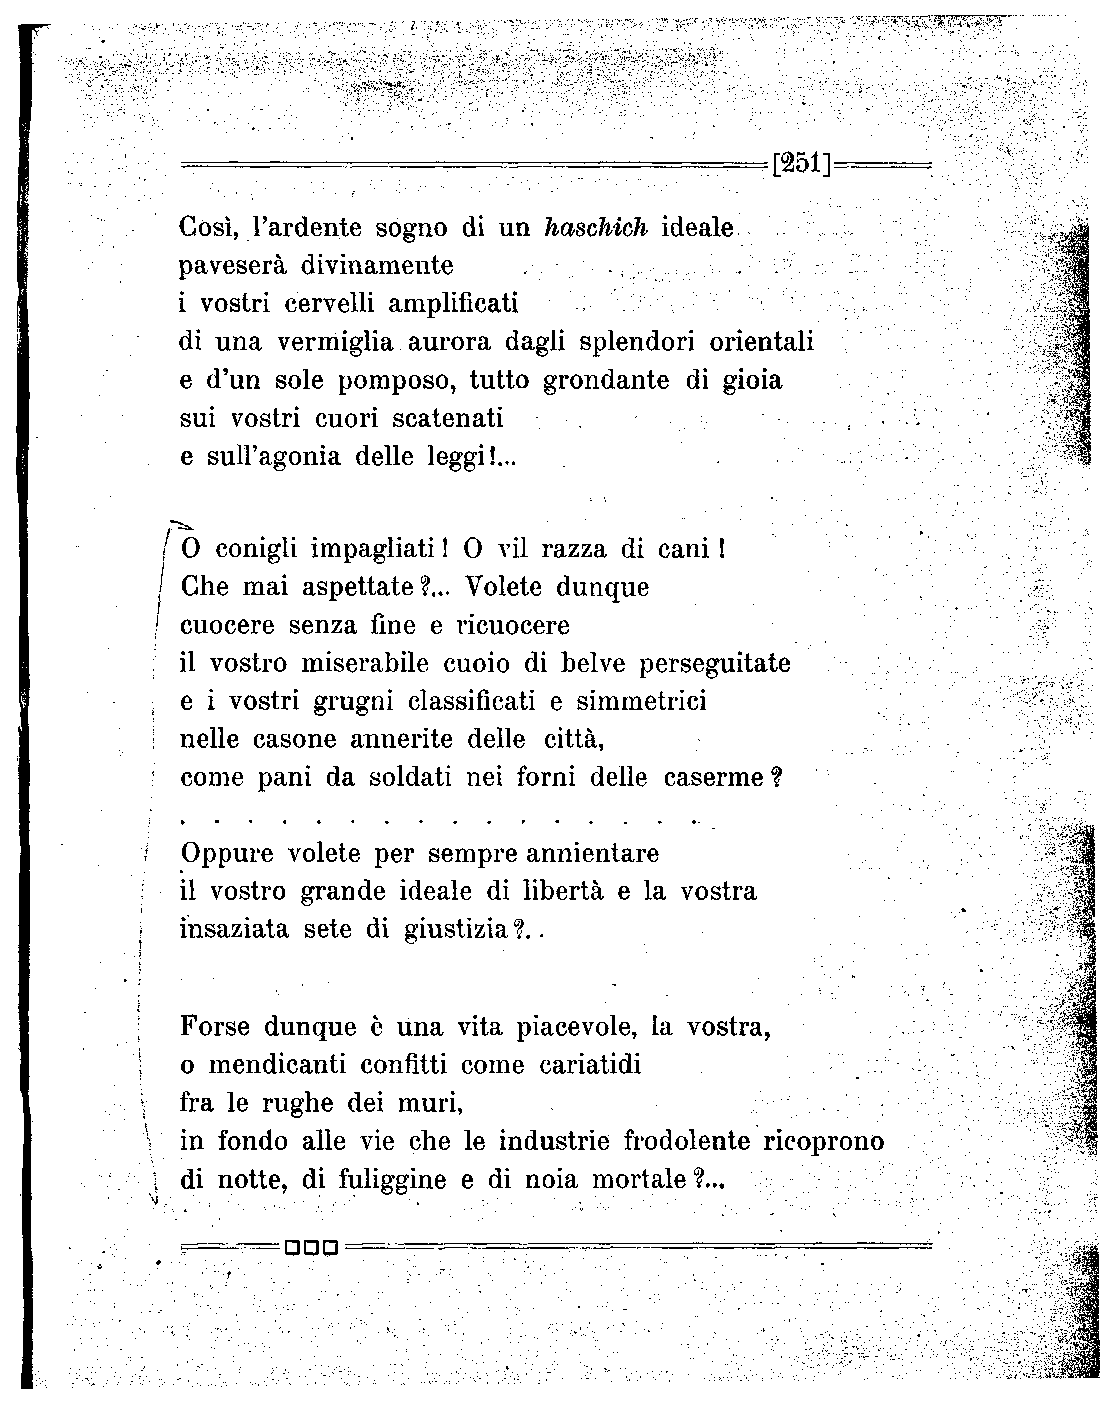 [251]
Così, l'ardente sogno di un haschich ideale
paveserà divinamente
i vostri cervelli amplificati
di una vermiglia aurora dagli splendori orientali
e d'un sole pomposo, tutto grondante di gioia
sui vostri cuori scatenati
e sull'agonia delle leggi!...
O conigli impagliati! O vil razza di cani!
Che mai aspettate?... Volete dunque
cuocere senza fine e ricuocere
il vostro miserabile cuoio di belve perseguitate
e i vostri grugni classificati e simmetrici
nelle casone annerite delle città,
come pani da soldati nei forni delle caserme?
. . . . . . . . . . . . . . . .
Oppure volete per sempre annientare
il vostro grande ideale di libertà e la vostra
insaziata sete di giustizia?. .
Forse dunque è una vita piacevole, la vostra,
o mendicanti confitti come cariatidi
fra le rughe dei muri,
in fondo alle vie che le industrie frodolente ricoprono
di notte, di fuliggine e di noia mortale?...